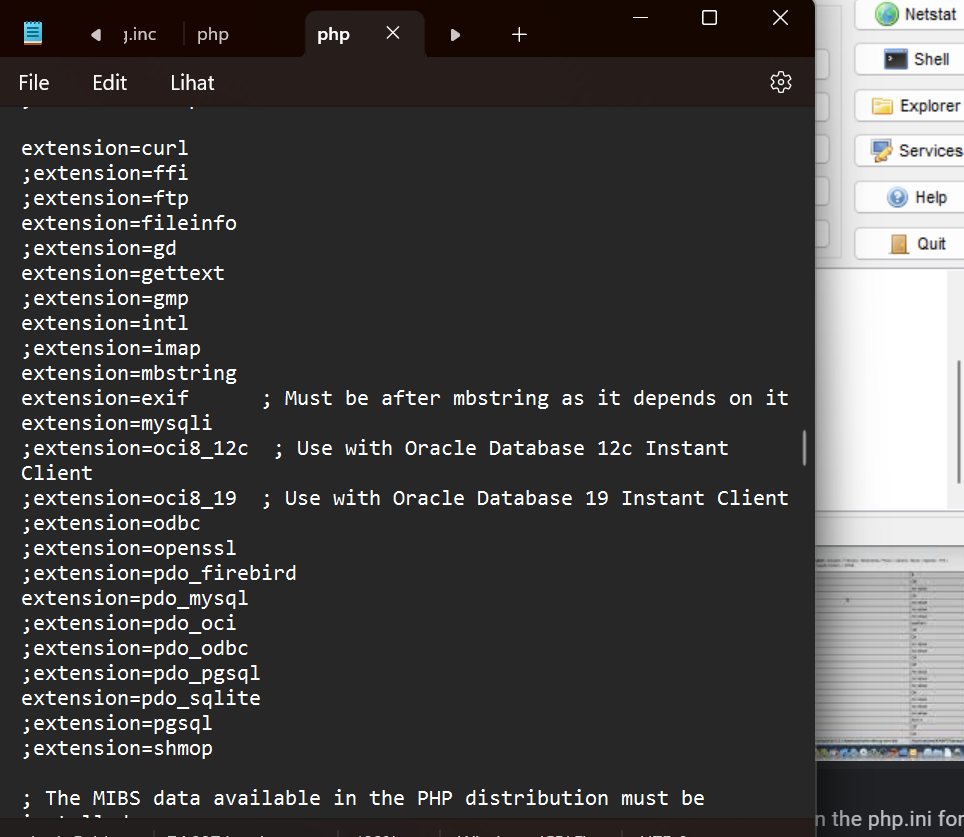 g.inc
php
php
File
Edit
Lihat
extension=curl
;extension=ffi
;extension=ftp
extension=fileinfo
;extension=gd
extension=gettext
;extension=gmp
extension=intl
;extension=imap
extension=mbstring
extension=exif ; Must be after mbstring as it depends on it
extension=mysqli
;extension=oci8_12c ; Use with Oracle Database 12c Instant
Client
;extension=oci8_19 ; Use with Oracle Database 19 Instant Client
;extension=odbc
;extension=openssl
;extension=pdo_firebird
extension=pdo_mysql
;extension=pdo_oci
;extension=pdo_odbc
;extension=pdo_pgsql
extension=pdo_sqlite
;extension=pgsql
;extension=shmop
; The MIBS data available in the PHP distribution must be
Netstat
Shell
Explorer
Services
Help
Quit
n the php.ini for